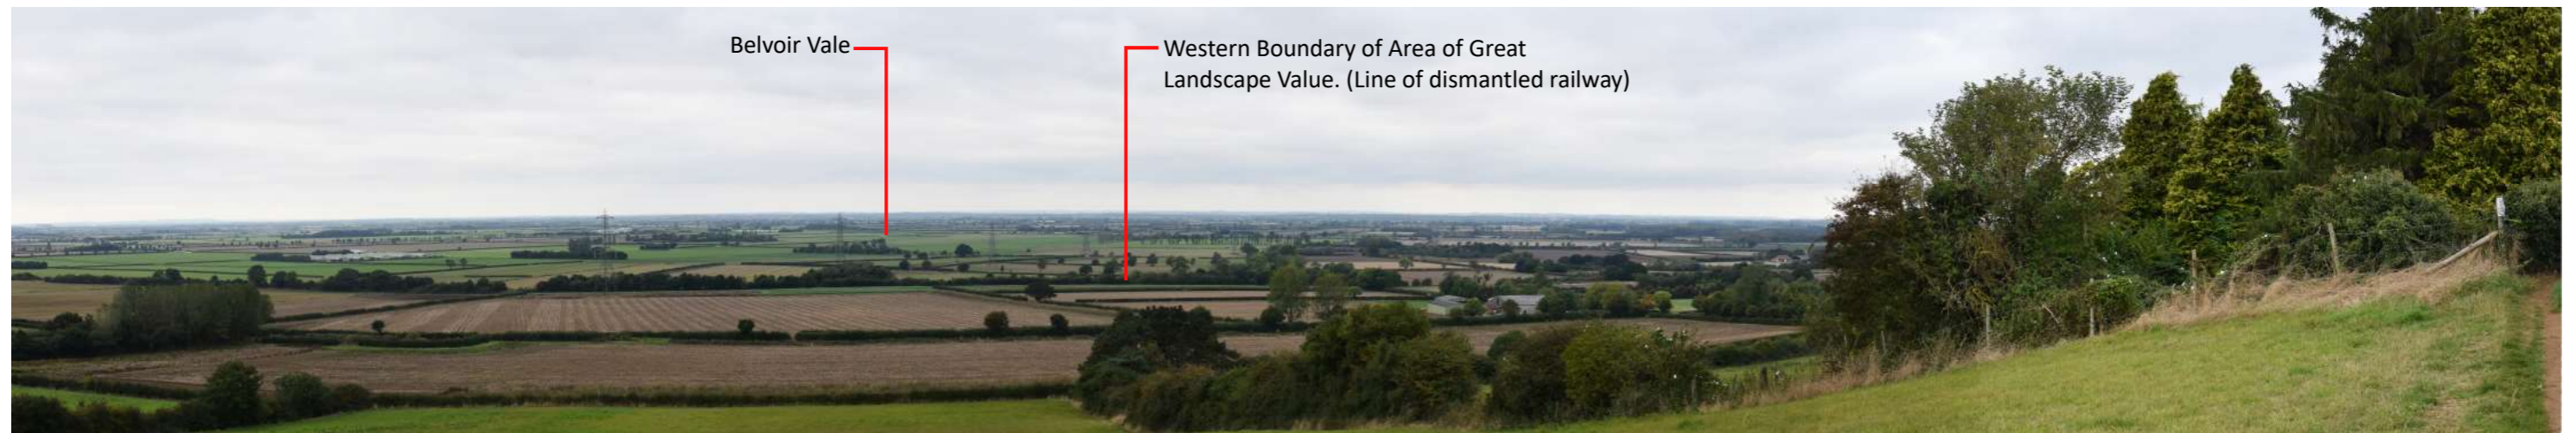 Belvoir Vale
Western Boundary of Area of Great
Landscape Value. (Line of dismantled railway)